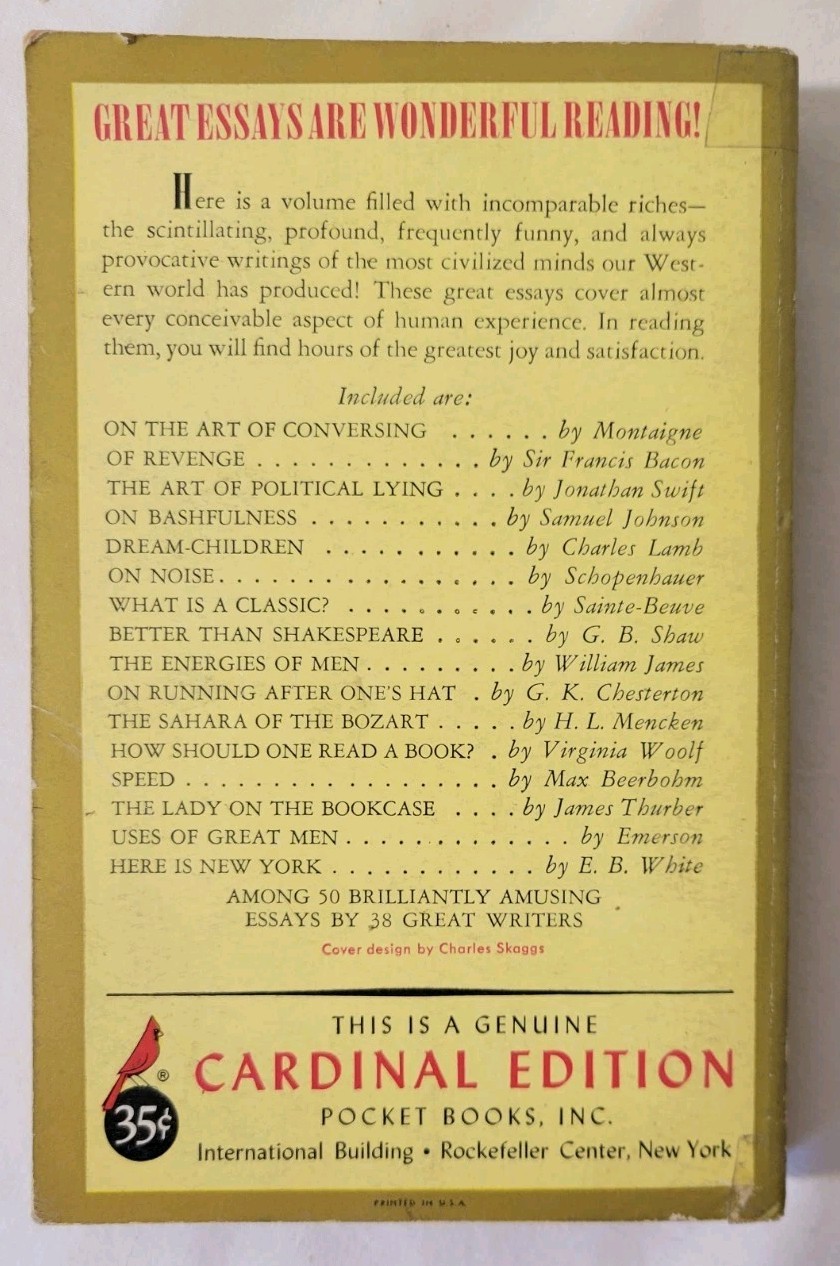 GREAT ESSAYS ARE WONDERFUL READING!
Here is a volume filled with incomparable riches—
the scintillating, profound, frequently funny, and always
provocative writings of the most civilized minds our West-
ern world has produced! These great essays cover almost
every conceivable aspect of human experience. In reading
them, you will find hours of the greatest joy and satisfaction.
Included are:
ON THE ART OF CONVERSING . . . . . . by Montaigne
OF REVENGE . . . . . . . . . . . . . by Sir Francis Bacon
THE ART OF POLITICAL LYING . . . . by Jonathan Swift
ON BASHFULNESS . . . . . . . . . . . by Samuel Johnson
DREAM-CHILDREN . . . . . . . . . . . by Charles Lamb
ON NOISE . . . . . . . . . . . . . . . . . by Schopenhauer
WHAT IS A CLASSIC? . . . . . . . . . . . by Sainte-Beuve
BETTER THAN SHAKESPEARE . . . . . . by G. B. Shaw
THE ENERGIES OF MEN . . . . . . . . . by William James
ON RUNNING AFTER ONE'S HAT . by G. K. Chesterton
THE SAHARA OF THE BOZART . . . . . by H. L. Mencken
HOW SHOULD ONE READ A BOOK? . by Virginia Woolf
SPEED . . . . . . . . . . . . . . . . . . by Max Beerbohm
THE LADY ON THE BOOKCASE . . . . by James Thurber
USES OF GREAT MEN . . . . . . . . . . . . . by Emerson
HERE IS NEW YORK . . . . . . . . . . . . by E. B. White
AMONG 50 BRILLIANTLY AMUSING
ESSAYS BY 38 GREAT WRITERS
Cover design by Charles Skaggs
THIS IS A GENUINE
® CARDINAL EDITION
35¢
POCKET BOOKS, INC.
International Building • Rockefeller Center, New York
PRINTED IN U.S.A.